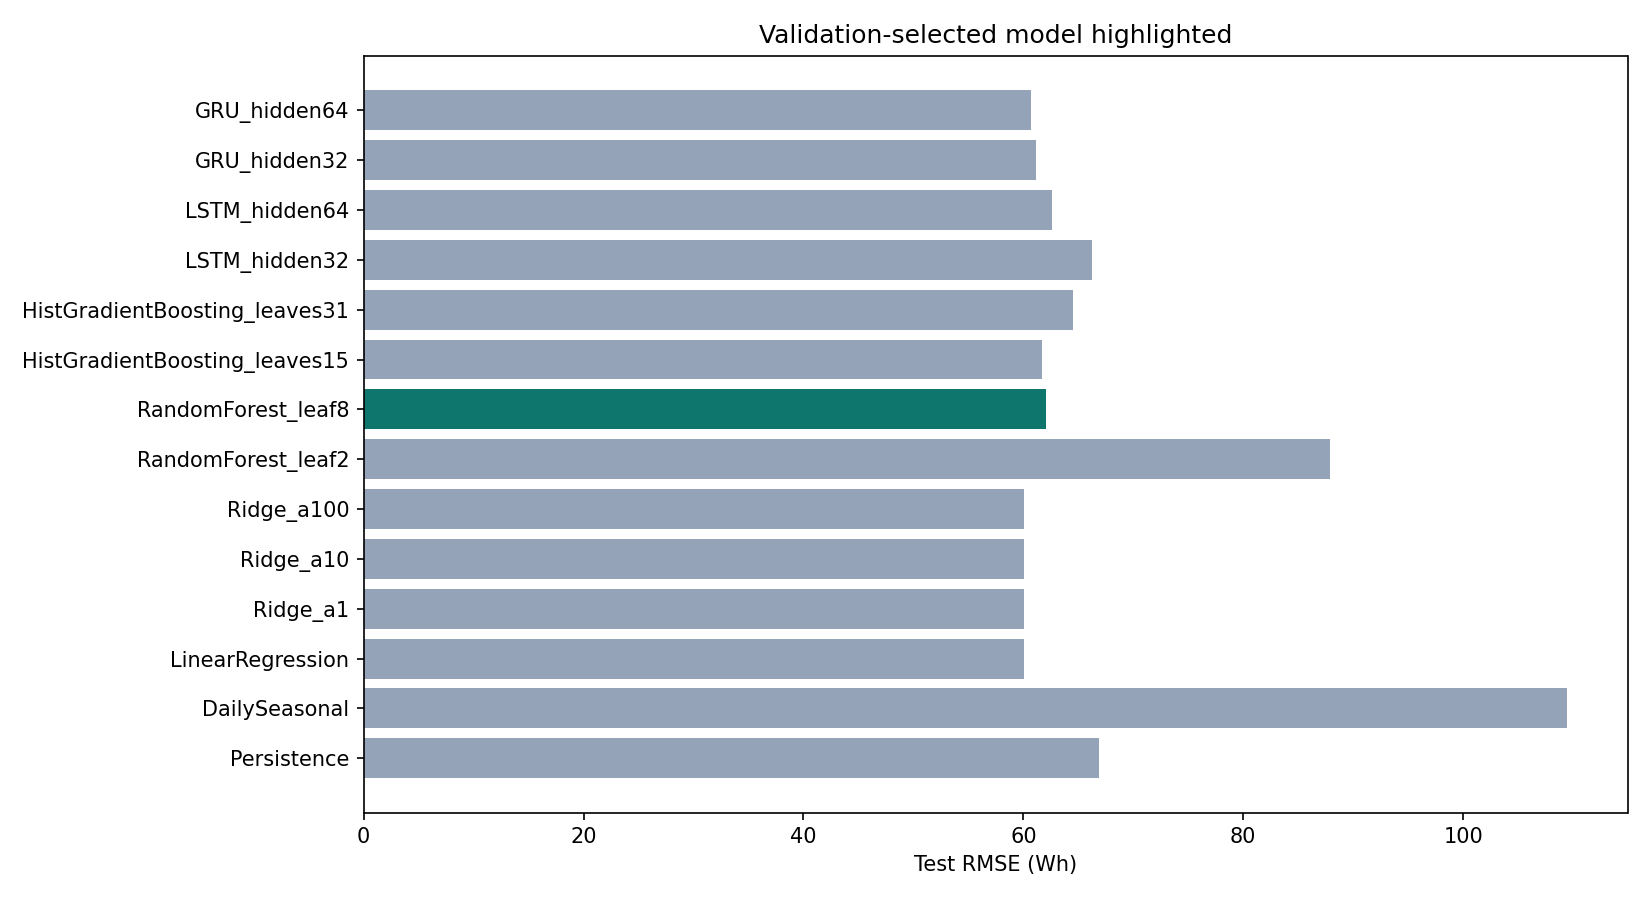 Validation-selected model highlighted
GRU_hidden64
GRU_hidden32
LSTM_hidden64
LSTM_hidden32
HistGradientBoosting_leaves31
HistGradientBoosting_leaves15
RandomForest_leaf8
RandomForest_leaf2
Ridge_a100
Ridge_a10
Ridge_a1
LinearRegression
DailySeasonal
Persistence
0 20 40 60 80 100
Test RMSE (Wh)